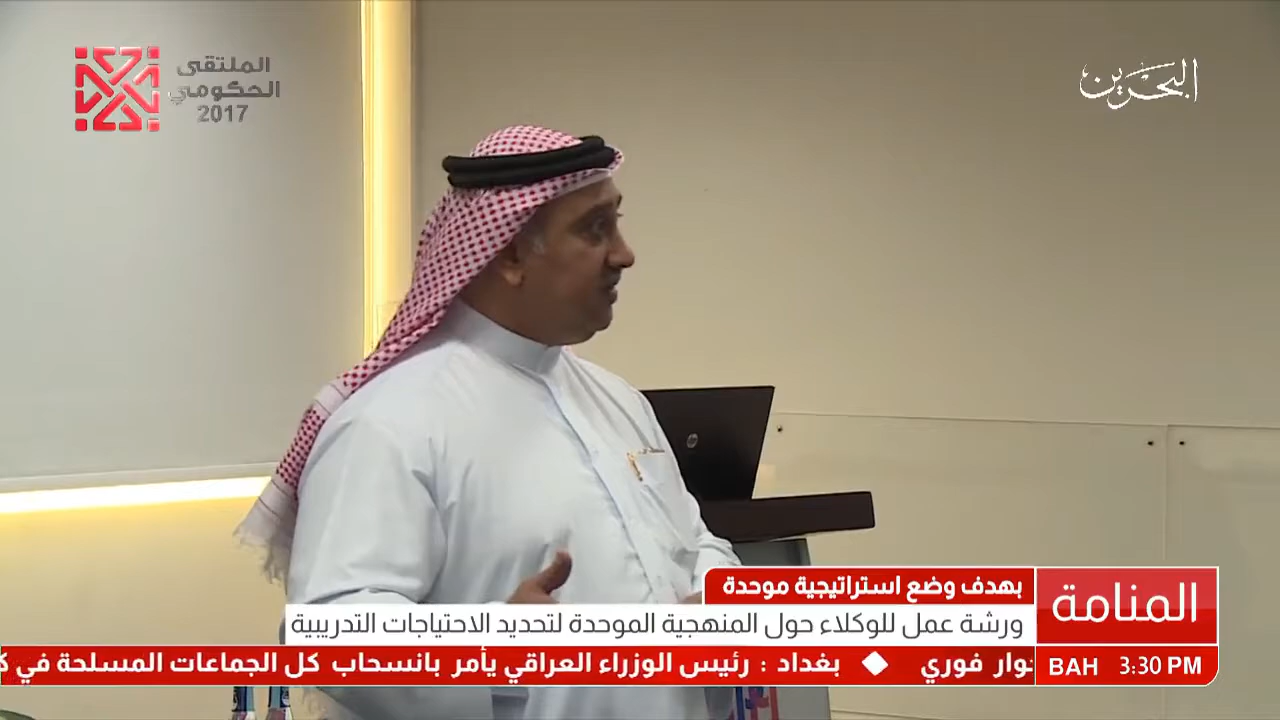 الملتقى
الحكومي
2017
البحرين
بهدف وضع استراتيجية موحدة
المنامة
ورشة عمل للوكلاء حول المنهجية الموحدة لتحديد الاحتياجات التدريبية
فوري ◆ بغداد : رئيس الوزراء العراقي يأمر بانسحاب كل الجماعات المسلحة في
BAH 3:30 PM
hp